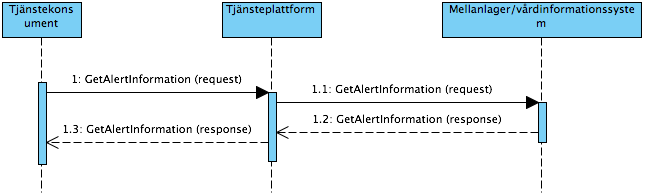 Tjänstekons
ument
Tjänsteplattform
Mellanlager/vårdinformationssyste
m
1: GetAlertInformation (request)
1.1: GetAlertInformation (request)
1.2: GetAlertInformation (response)
1.3: GetAlertInformation (response)